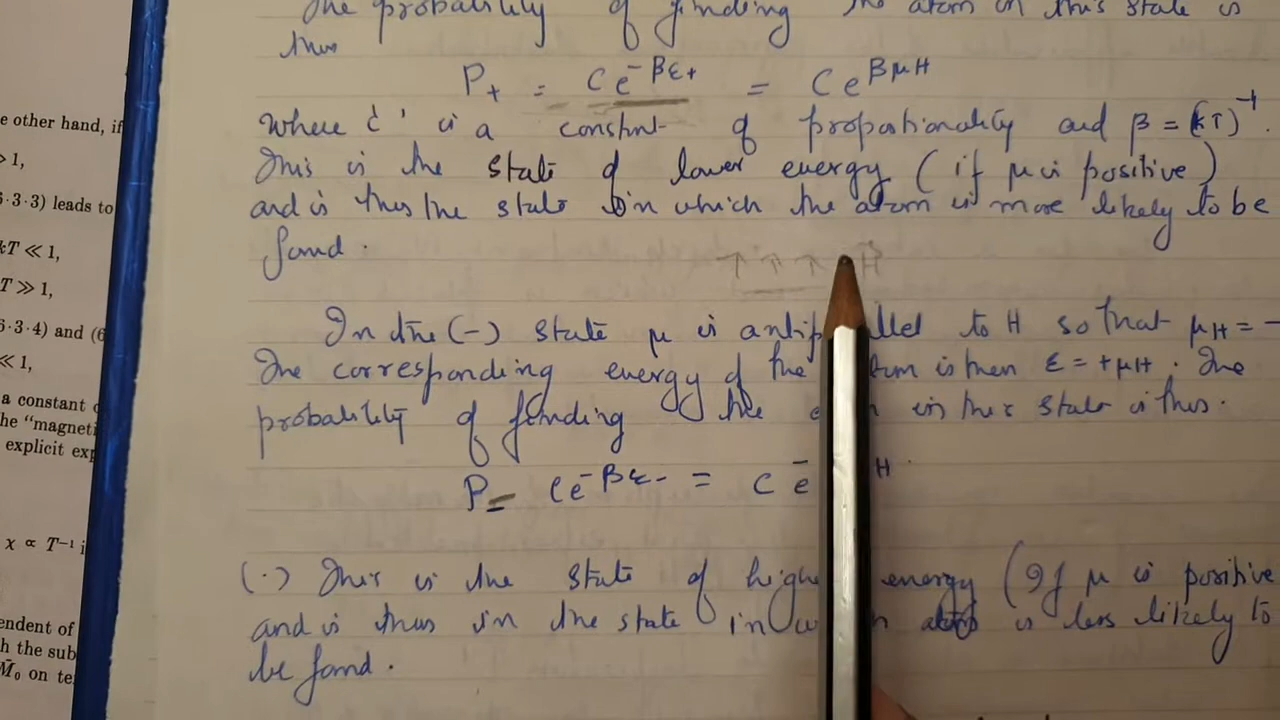 The probability of finding the atom in this state is
thus
P+ = Ce^-βε+ = Ce^βμH
Where 'C' is a constnt of proportionality and β = (kT)^-1.
This is the state of lower energy (if μ is positive)
and is thus the state in which the atom is more likely to be
found.
↑ ↑ ↑ H
In the (-) state μ is antip llel to H so that μH = -
The corresponding energy of the is then ε = +μH. The
probability of finding the in this state is thus.
P- Ce^-βε- = C e^- H.
(.) This is the state of highe energy (If μ is positive
and is thus in the state in w is less likely to
be found.
e other hand, if
> 1,
6·3·3) leads to
kT ≪ 1,
T ≫ 1,
6·3·4) and (6
≪ 1,
a constant
he "magneti
explicit exp
χ ∝ T⁻¹ i
endent of
h the sub
M̄₀ on te